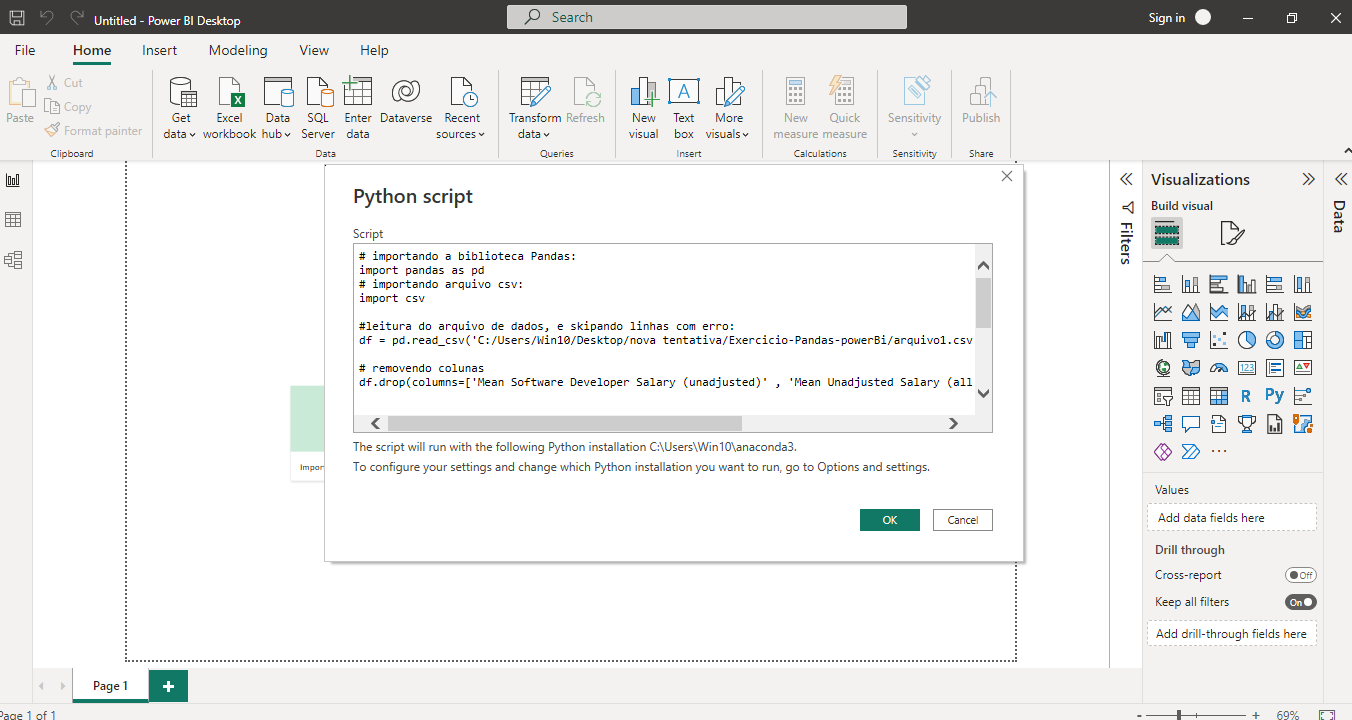 Untitled - Power BI Desktop
Search
Sign in
File Home Insert Modeling View Help
Paste
Cut
Copy
Format painter
Get data
Excel workbook
Data hub
SQL Server
Enter data
Dataverse
Recent sources
Transform data
Refresh
New visual
Text box
More visuals
New measure
Quick measure
Sensitivity
Publish
Clipboard
Data
Queries
Insert
Calculations
Sensitivity
Share
Python script
Script
# importando a biblioteca Pandas:
import pandas as pd
# importando arquivo csv:
import csv
#leitura do arquivo de dados, e skipando linhas com erro:
df = pd.read_csv('C:/Users/Win10/Desktop/nova tentativa/Exercicio-Pandas-powerBi/arquivo1.csv
# removendo colunas
df.drop(columns=['Mean Software Developer Salary (unadjusted)' , 'Mean Unadjusted Salary (all
The script will run with the following Python installation C:\Users\Win10\anaconda3.
To configure your settings and change which Python installation you want to run, go to Options and settings.
OK
Cancel
Impor
Filters
Visualizations
Build visual
123
R
Py
Values
Add data fields here
Drill through
Cross-report
Off
Keep all filters
On
Add drill-through fields here
Data
Page 1
Page 1 of 1
69%